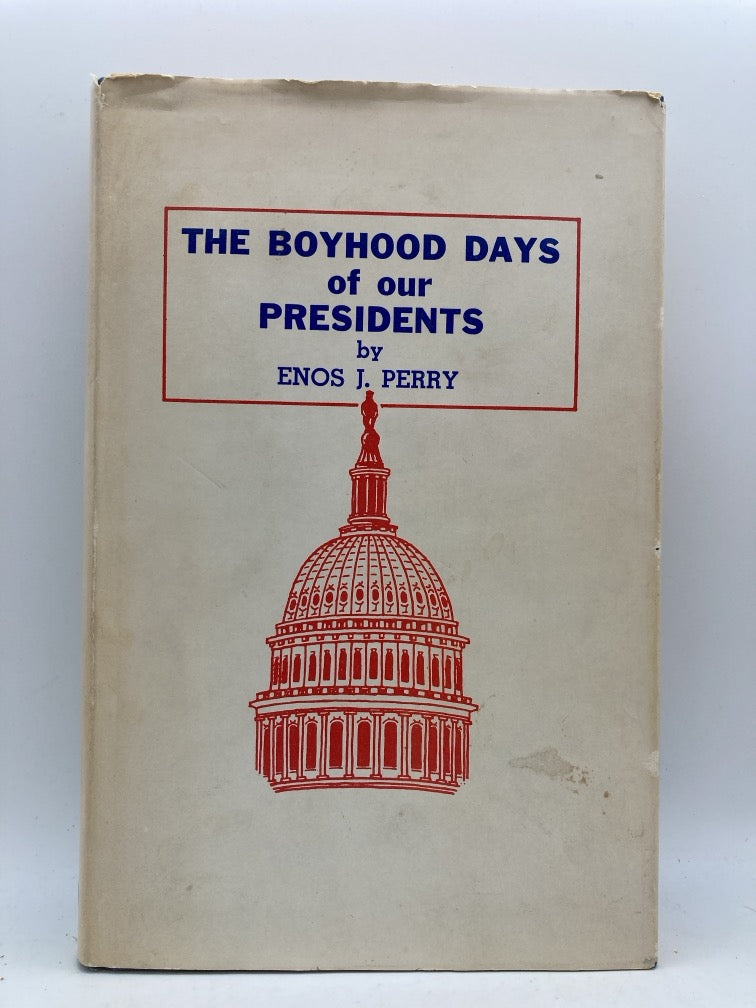 THE BOYHOOD DAYS
of our
PRESIDENTS
by
ENOS J. PERRY